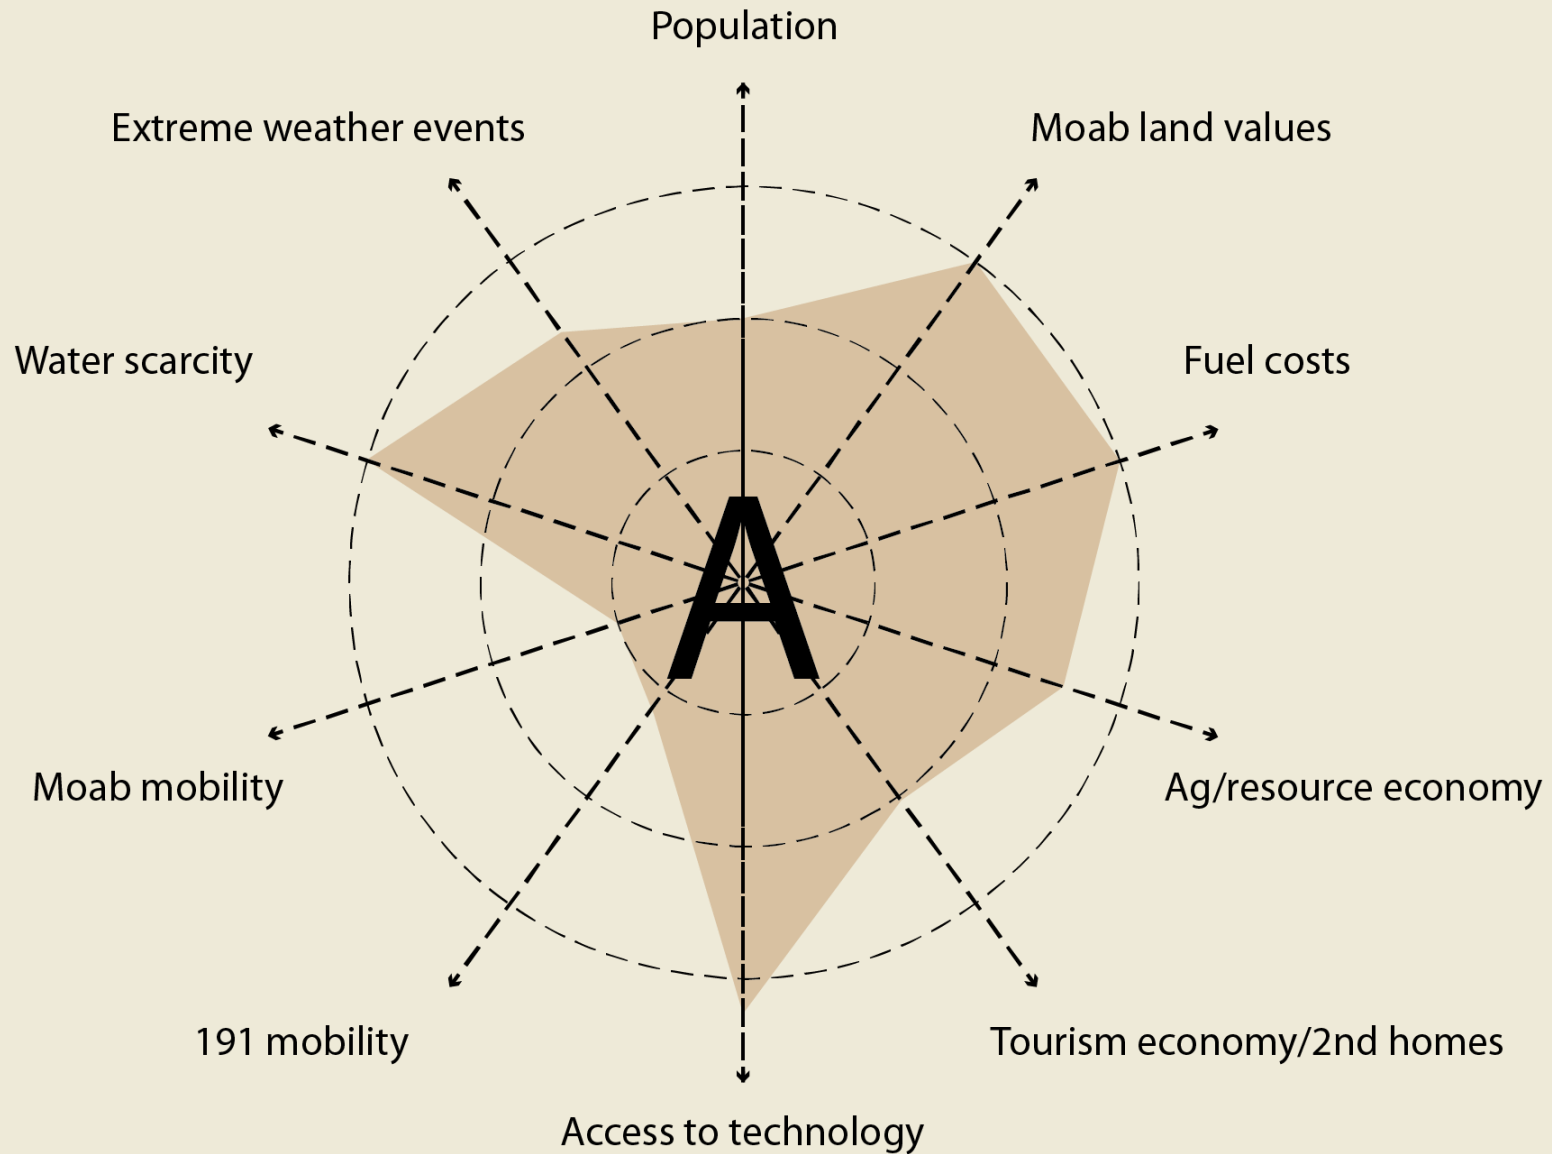 Population
Extreme weather events
Moab land values
Water scarcity
Fuel costs
A
Moab mobility
Ag/resource economy
191 mobility
Tourism economy/2nd homes
Access to technology